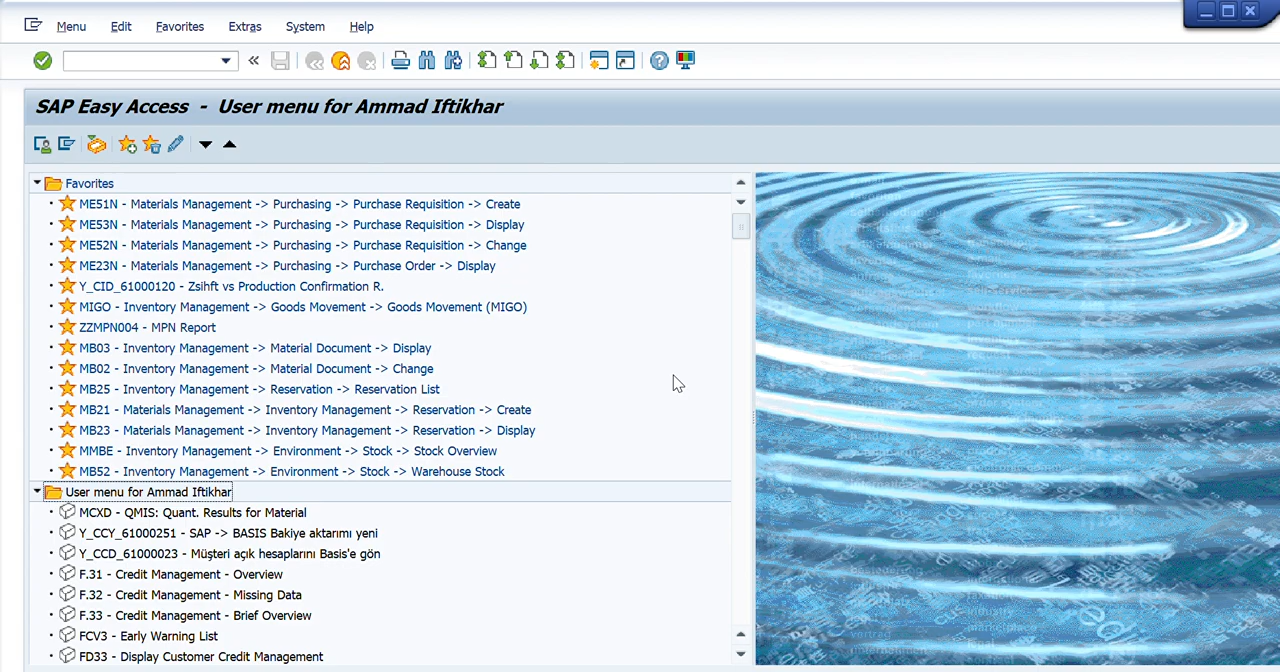 Menu Edit Favorites Extras System Help
SAP Easy Access - User menu for Ammad Iftikhar
Favorites
ME51N - Materials Management -> Purchasing -> Purchase Requisition -> Create
ME53N - Materials Management -> Purchasing -> Purchase Requisition -> Display
ME52N - Materials Management -> Purchasing -> Purchase Requisition -> Change
ME23N - Materials Management -> Purchasing -> Purchase Order -> Display
Y_CID_61000120 - Zsihft vs Production Confirmation R.
MIGO - Inventory Management -> Goods Movement -> Goods Movement (MIGO)
ZZMPN004 - MPN Report
MB03 - Inventory Management -> Material Document -> Display
MB02 - Inventory Management -> Material Document -> Change
MB25 - Inventory Management -> Reservation -> Reservation List
MB21 - Materials Management -> Inventory Management -> Reservation -> Create
MB23 - Materials Management -> Inventory Management -> Reservation -> Display
MMBE - Inventory Management -> Environment -> Stock -> Stock Overview
MB52 - Inventory Management -> Environment -> Stock -> Warehouse Stock
User menu for Ammad Iftikhar
MCXD - QMIS: Quant. Results for Material
Y_CCY_61000251 - SAP -> BASIS Bakiye aktarımı yeni
Y_CCD_61000023 - Müşteri açık hesaplarını Basis'e gön
F.31 - Credit Management - Overview
F.32 - Credit Management - Missing Data
F.33 - Credit Management - Brief Overview
FCV3 - Early Warning List
FD33 - Display Customer Credit Management